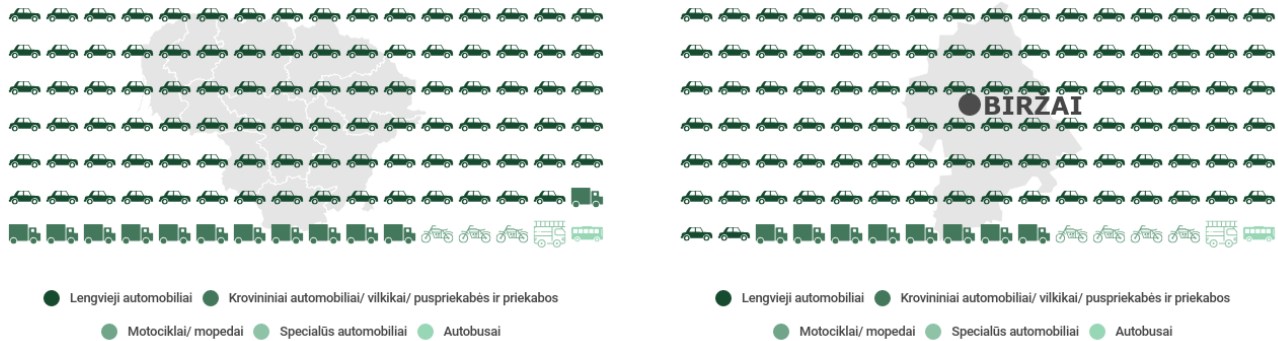 BIRŽAI
Lengvieji automobiliai Krovininiai automobiliai/ vilkikai/ puspriekabės ir priekabos
Motociklai/ mopedai Specialūs automobiliai Autobusai
Lengvieji automobiliai Krovininiai automobiliai/ vilkikai/ puspriekabės ir priekabos
Motociklai/ mopedai Specialūs automobiliai Autobusai